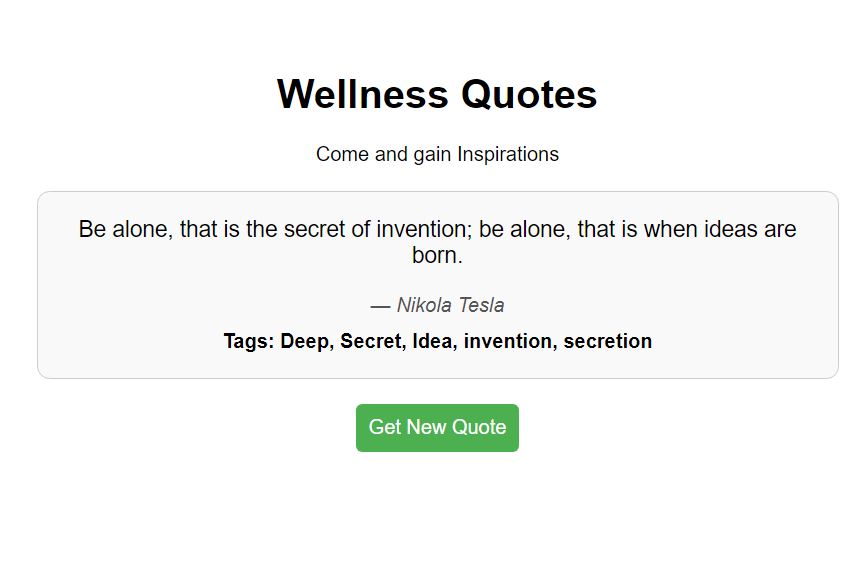 Wellness Quotes
Come and gain Inspirations
Be alone, that is the secret of invention; be alone, that is when ideas are
born.
— Nikola Tesla
Tags: Deep, Secret, Idea, invention, secretion
Get New Quote